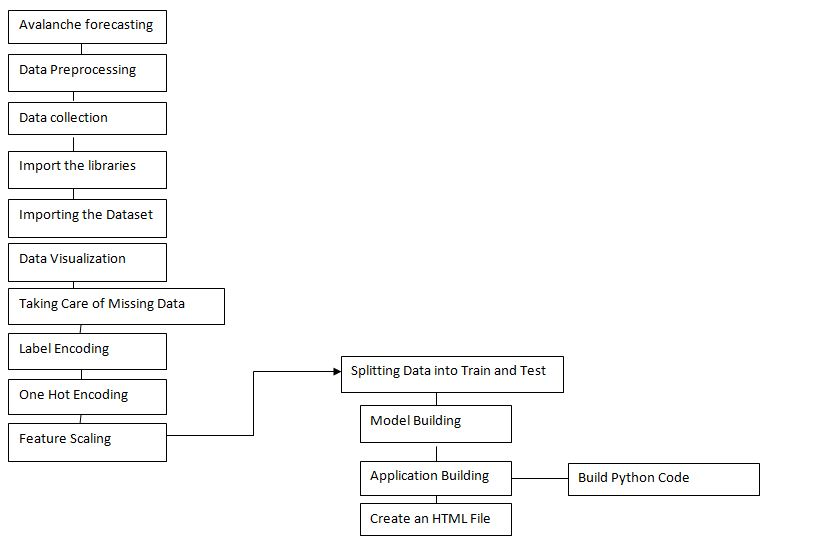 Avalanche forecasting
Data Preprocessing
Data collection
Import the libraries
Importing the Dataset
Data Visualization
Taking Care of Missing Data
Label Encoding
One Hot Encoding
Feature Scaling
Splitting Data into Train and Test
Model Building
Application Building
Build Python Code
Create an HTML File